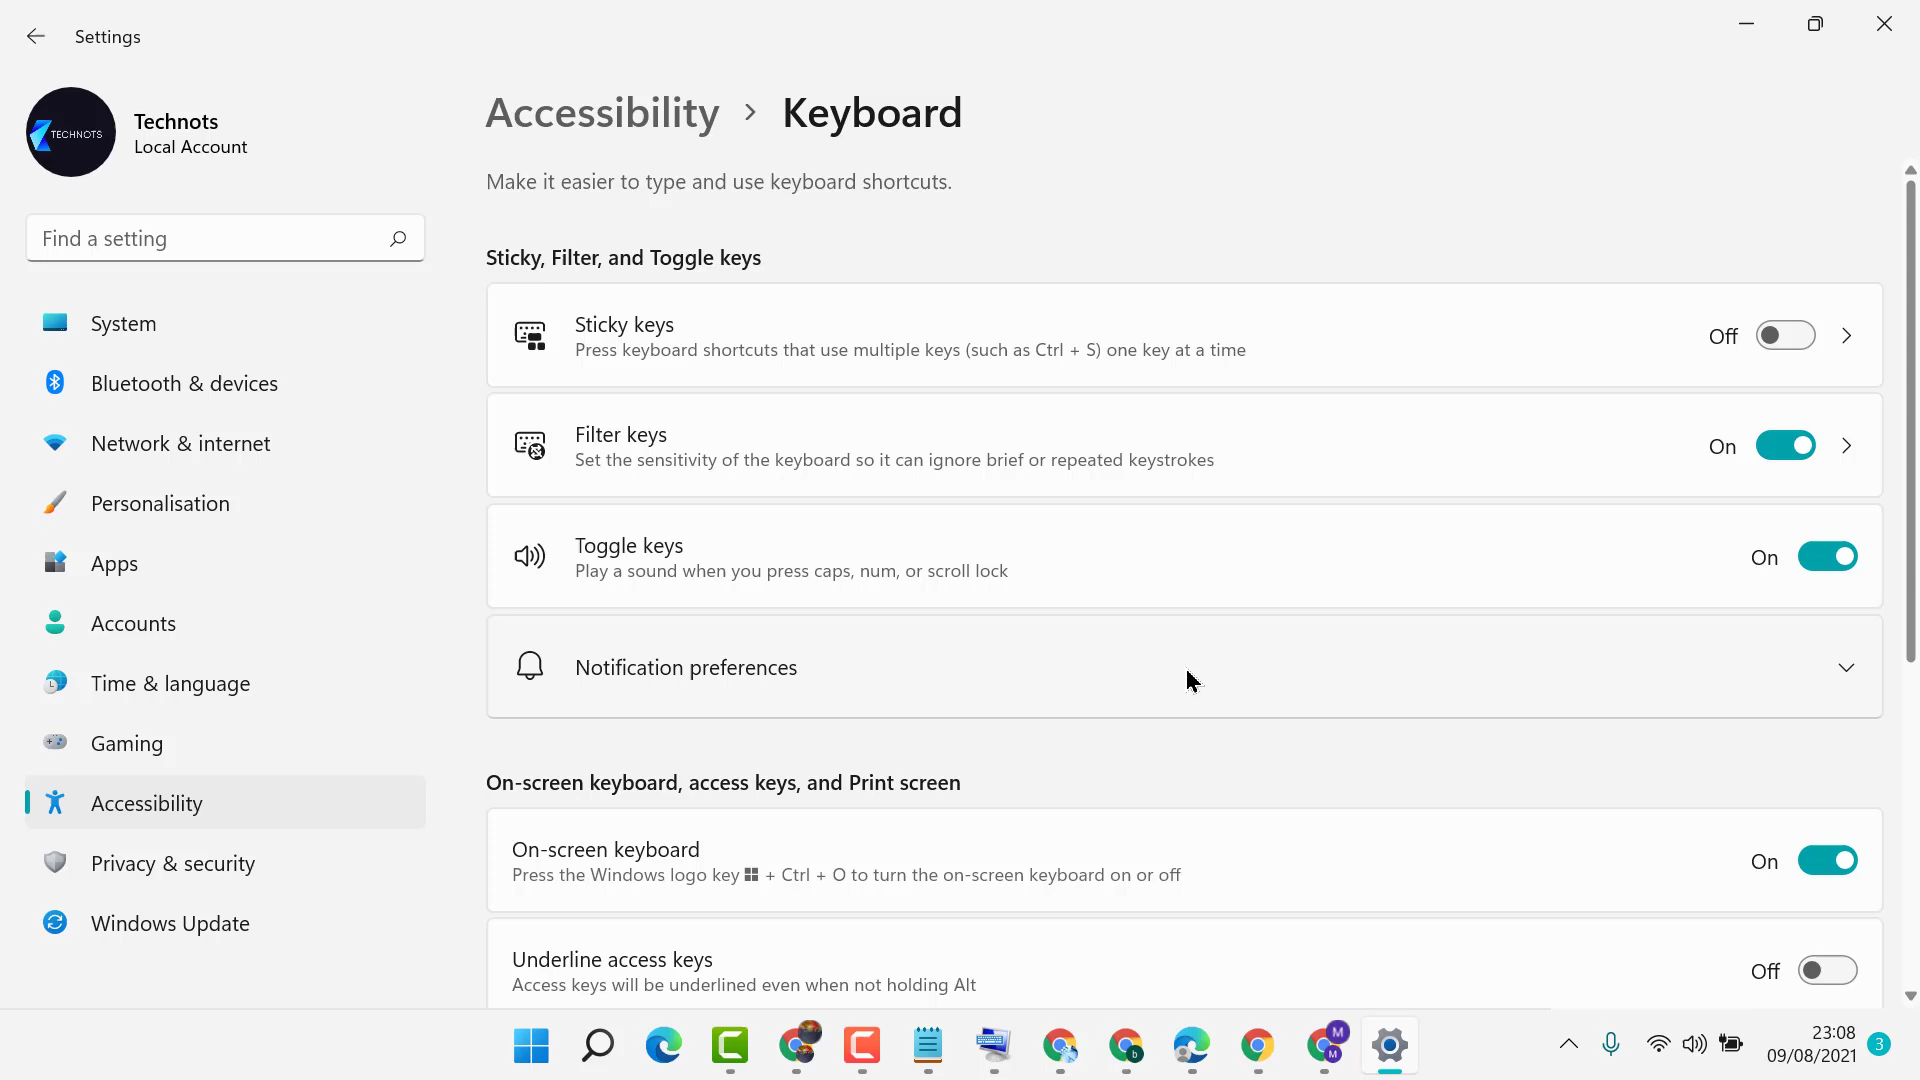 Settings
TECHNOTS
Technots
Local Account
Find a setting
System
Bluetooth & devices
Network & internet
Personalisation
Apps
Accounts
Time & language
Gaming
Accessibility
Privacy & security
Windows Update
Accessibility > Keyboard
Make it easier to type and use keyboard shortcuts.
Sticky, Filter, and Toggle keys
Sticky keys
Press keyboard shortcuts that use multiple keys (such as Ctrl + S) one key at a time
Off
Filter keys
Set the sensitivity of the keyboard so it can ignore brief or repeated keystrokes
On
Toggle keys
Play a sound when you press caps, num, or scroll lock
On
Notification preferences
On-screen keyboard, access keys, and Print screen
On-screen keyboard
Press the Windows logo key + Ctrl + O to turn the on-screen keyboard on or off
On
Underline access keys
Access keys will be underlined even when not holding Alt
Off
b
M
M
23:08
09/08/2021
3